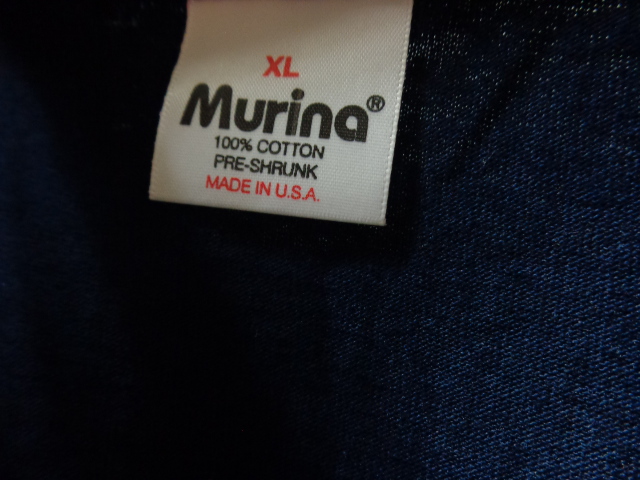 XL
Murina®
100% COTTON
PRE-SHRUNK
MADE IN U.S.A.